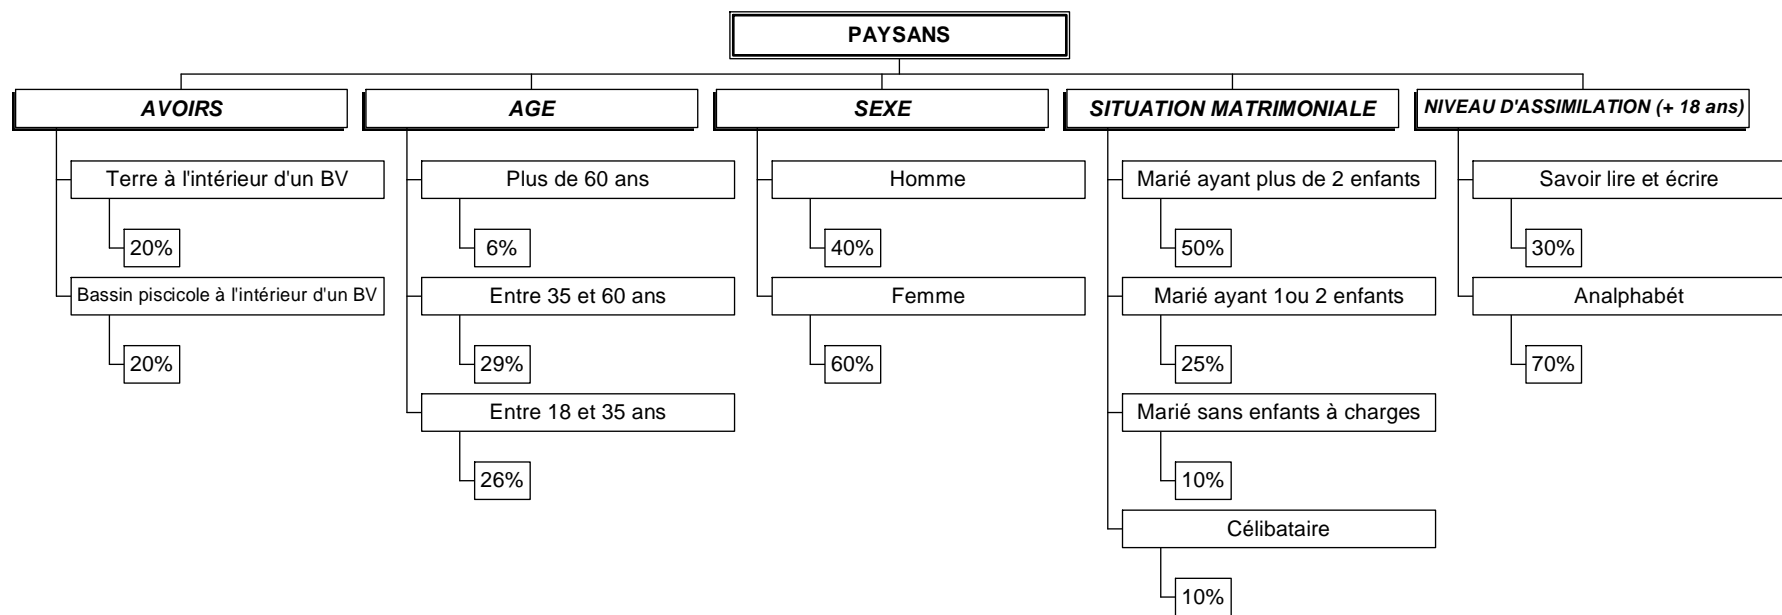 PAYSANS
AVOIRS
Terre à l'intérieur d'un BV
20%
Bassin piscicole à l'intérieur d'un BV
20%
AGE
Plus de 60 ans
6%
Entre 35 et 60 ans
29%
Entre 18 et 35 ans
26%
SEXE
Homme
40%
Femme
60%
SITUATION MATRIMONIALE
Marié ayant plus de 2 enfants
50%
Marié ayant 1ou 2 enfants
25%
Marié sans enfants à charges
10%
Célibataire
10%
NIVEAU D'ASSIMILATION (+ 18 ans)
Savoir lire et écrire
30%
Analphabét
70%